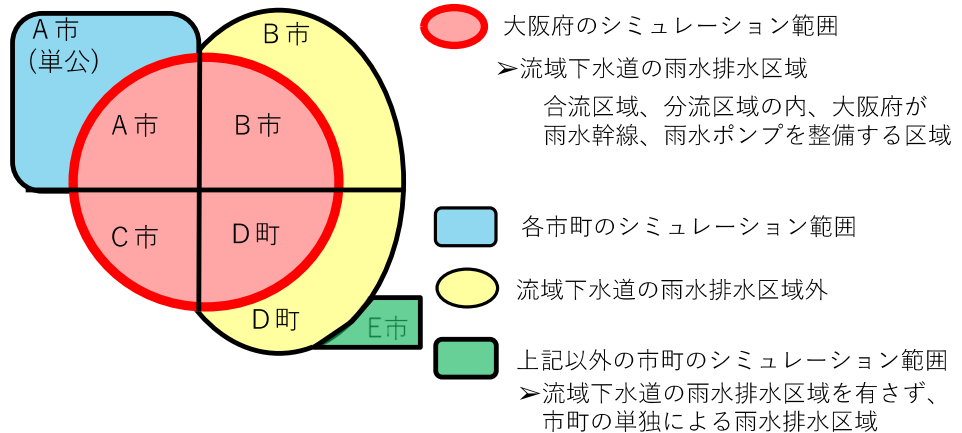 A市
(単公)
B市
A市
B市
C市
D町
D町
E市
大阪府のシミュレーション範囲
➢流域下水道の雨水排水区域
合流区域、分流区域の内、大阪府が
雨水幹線、雨水ポンプを整備する区域
各市町のシミュレーション範囲
流域下水道の雨水排水区域外
上記以外の市町のシミュレーション範囲
➢流域下水道の雨水排水区域を有さず、
市町の単独による雨水排水区域